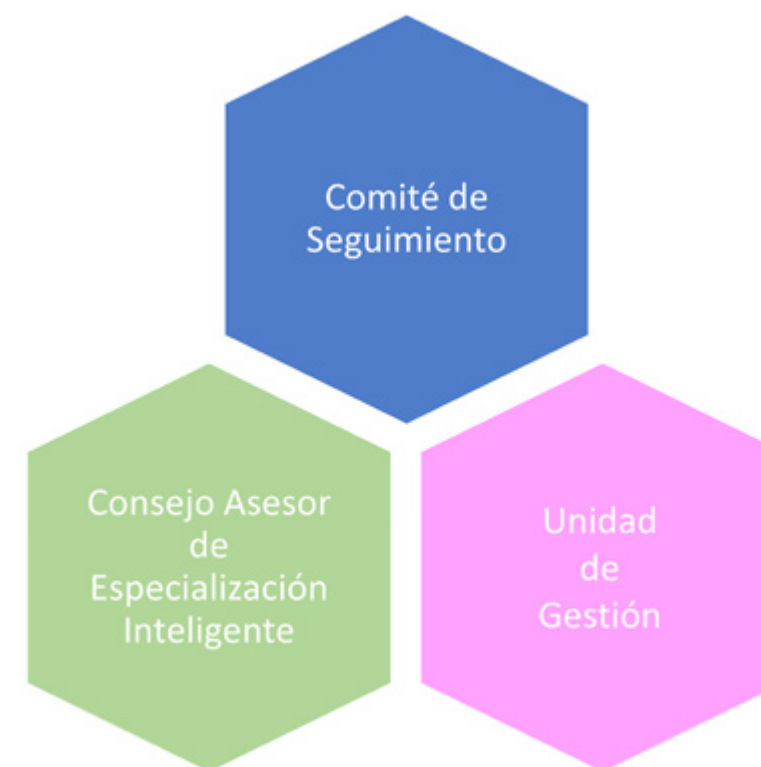 Comité de
Seguimiento
Consejo Asesor
de
Especialización
Inteligente
Unidad
de
Gestión